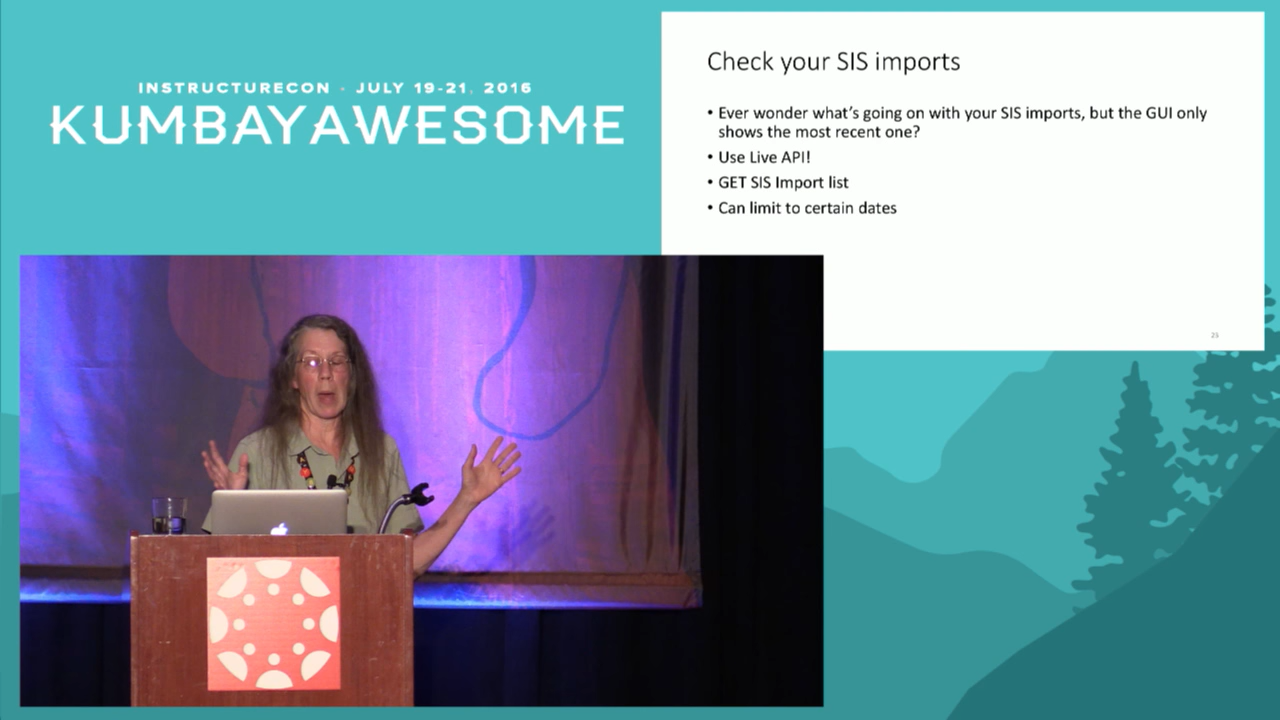 INSTRUCTURECON • JULY 19-21, 2016
KUMBAYAWESOME
Check your SIS imports
• Ever wonder what's going on with your SIS imports, but the GUI only
shows the most recent one?
• Use Live API!
• GET SIS Import list
• Can limit to certain dates
25